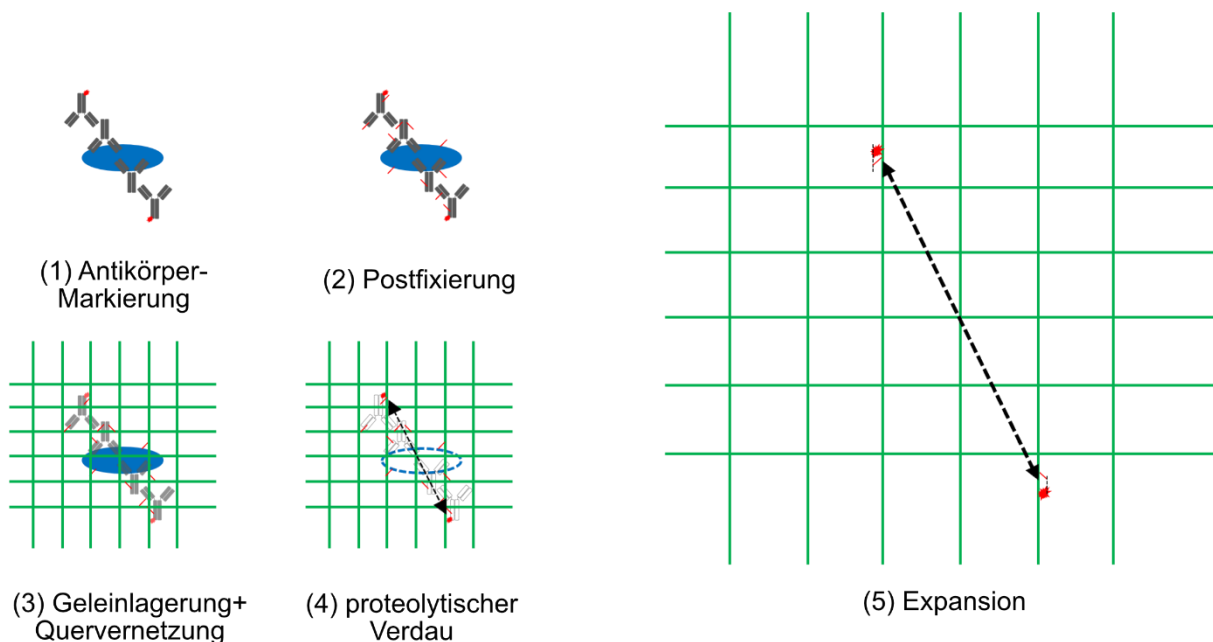 (1) Antikörper-
Markierung
(2) Postfixierung
(3) Geleinlagerung+
Quervernetzung
(4) proteolytischer
Verdau
(5) Expansion